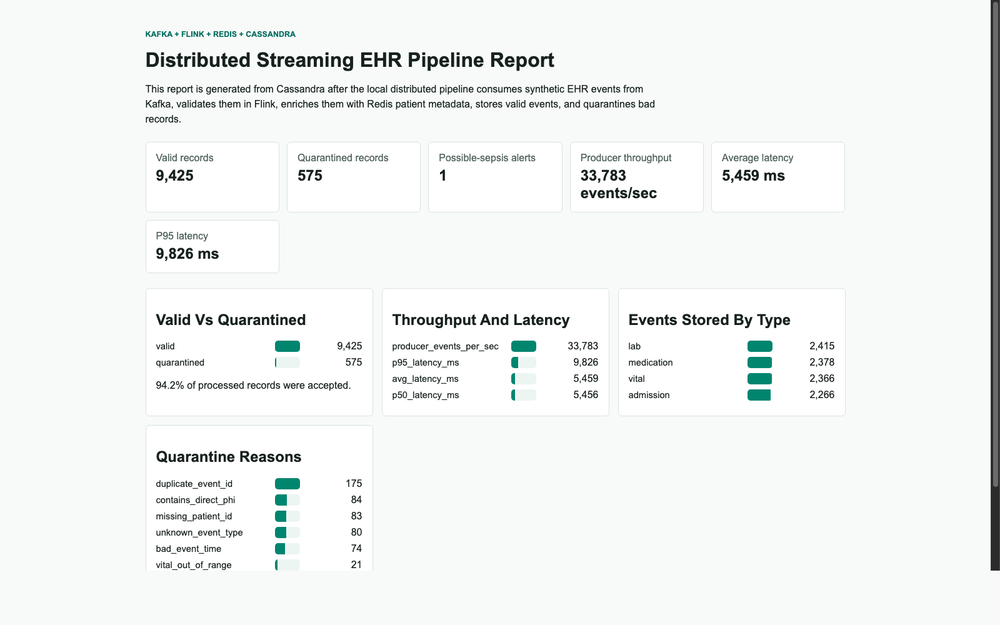 KAFKA + FLINK + REDIS + CASSANDRA
Distributed Streaming EHR Pipeline Report
This report is generated from Cassandra after the local distributed pipeline consumes synthetic EHR events from
Kafka, validates them in Flink, enriches them with Redis patient metadata, stores valid events, and quarantines bad
records.
Valid records
9,425
Quarantined records
575
Possible-sepsis alerts
1
Producer throughput
33,783
events/sec
Average latency
5,459 ms
P95 latency
9,826 ms
Valid Vs Quarantined
valid 9,425
quarantined 575
94.2% of processed records were accepted.
Throughput And Latency
producer_events_per_sec 33,783
p95_latency_ms 9,826
avg_latency_ms 5,459
p50_latency_ms 5,456
Events Stored By Type
lab 2,415
medication 2,378
vital 2,366
admission 2,266
Quarantine Reasons
duplicate_event_id 175
contains_direct_phi 84
missing_patient_id 83
unknown_event_type 80
bad_event_time 74
vital_out_of_range 21